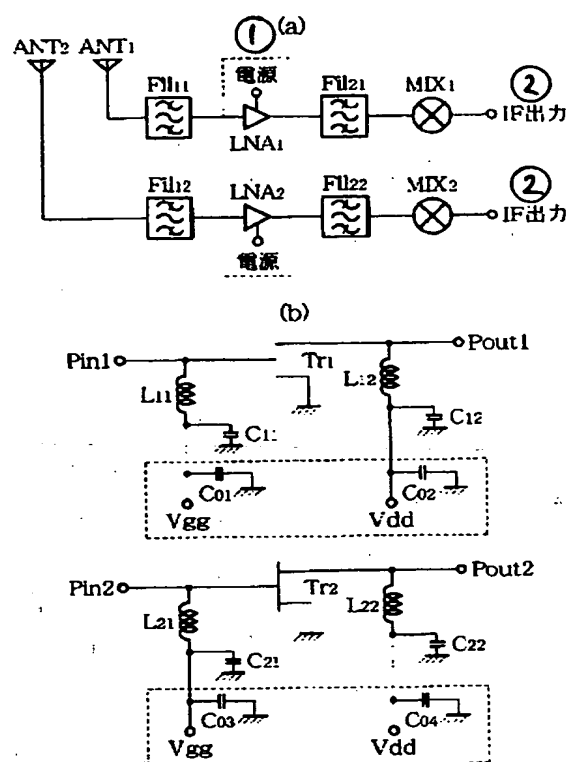 ① (a)
ANT2 ANT1
電源
Fil11 Fil21 MIX1 ②
IF出力
LNA1
Fil12 LNA2 Fil22 MIX2 ②
IF出力
電源
(b)
Pin1 Tr1 Pout1
L11 L12
C11 C12
C01 C02
Vgg Vdd
Pin2 Tr2 Pout2
L21 L22
C21 C22
C03 C04
Vgg Vdd